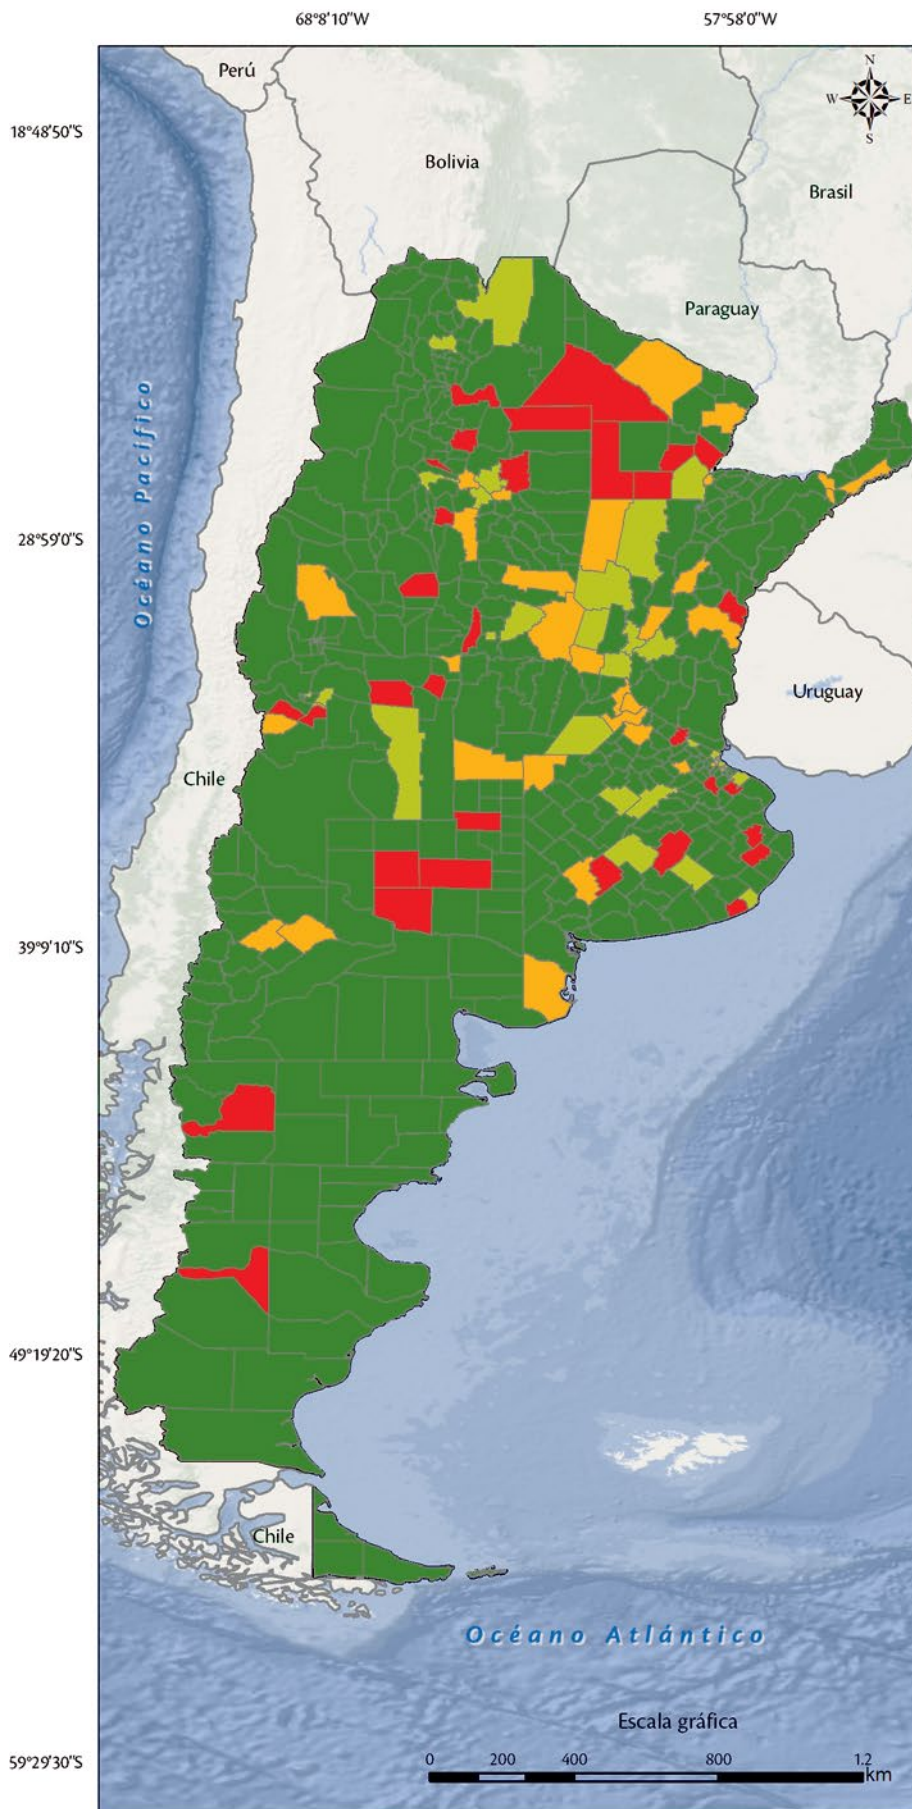 68°8'10"W
57°58'0"W
Perú
N
W
E
S
18°48'50"S
Bolivia
Brasil
Paraguay
Océano Pacífico
28°59'0"S
Uruguay
Chile
39°9'10"S
49°19'20"S
Chile
Océano Atlántico
Escala gráfica
59°29'30"S
0 200 400 800 1.2
km